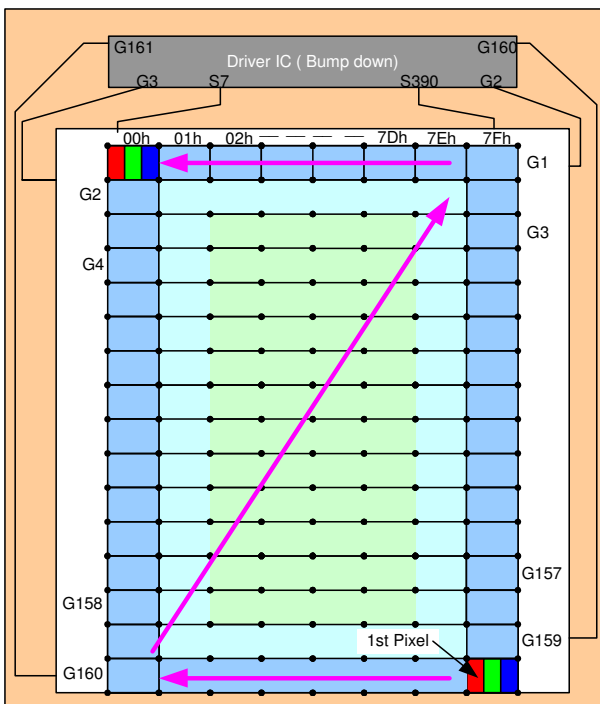 G161 G160
Driver IC ( Bump down)
G3 S7 S390 G2
00h 01h 02h 7Dh 7Eh 7Fh
G1
G2
G3
G4
G157
G158
1st Pixel G159
G160